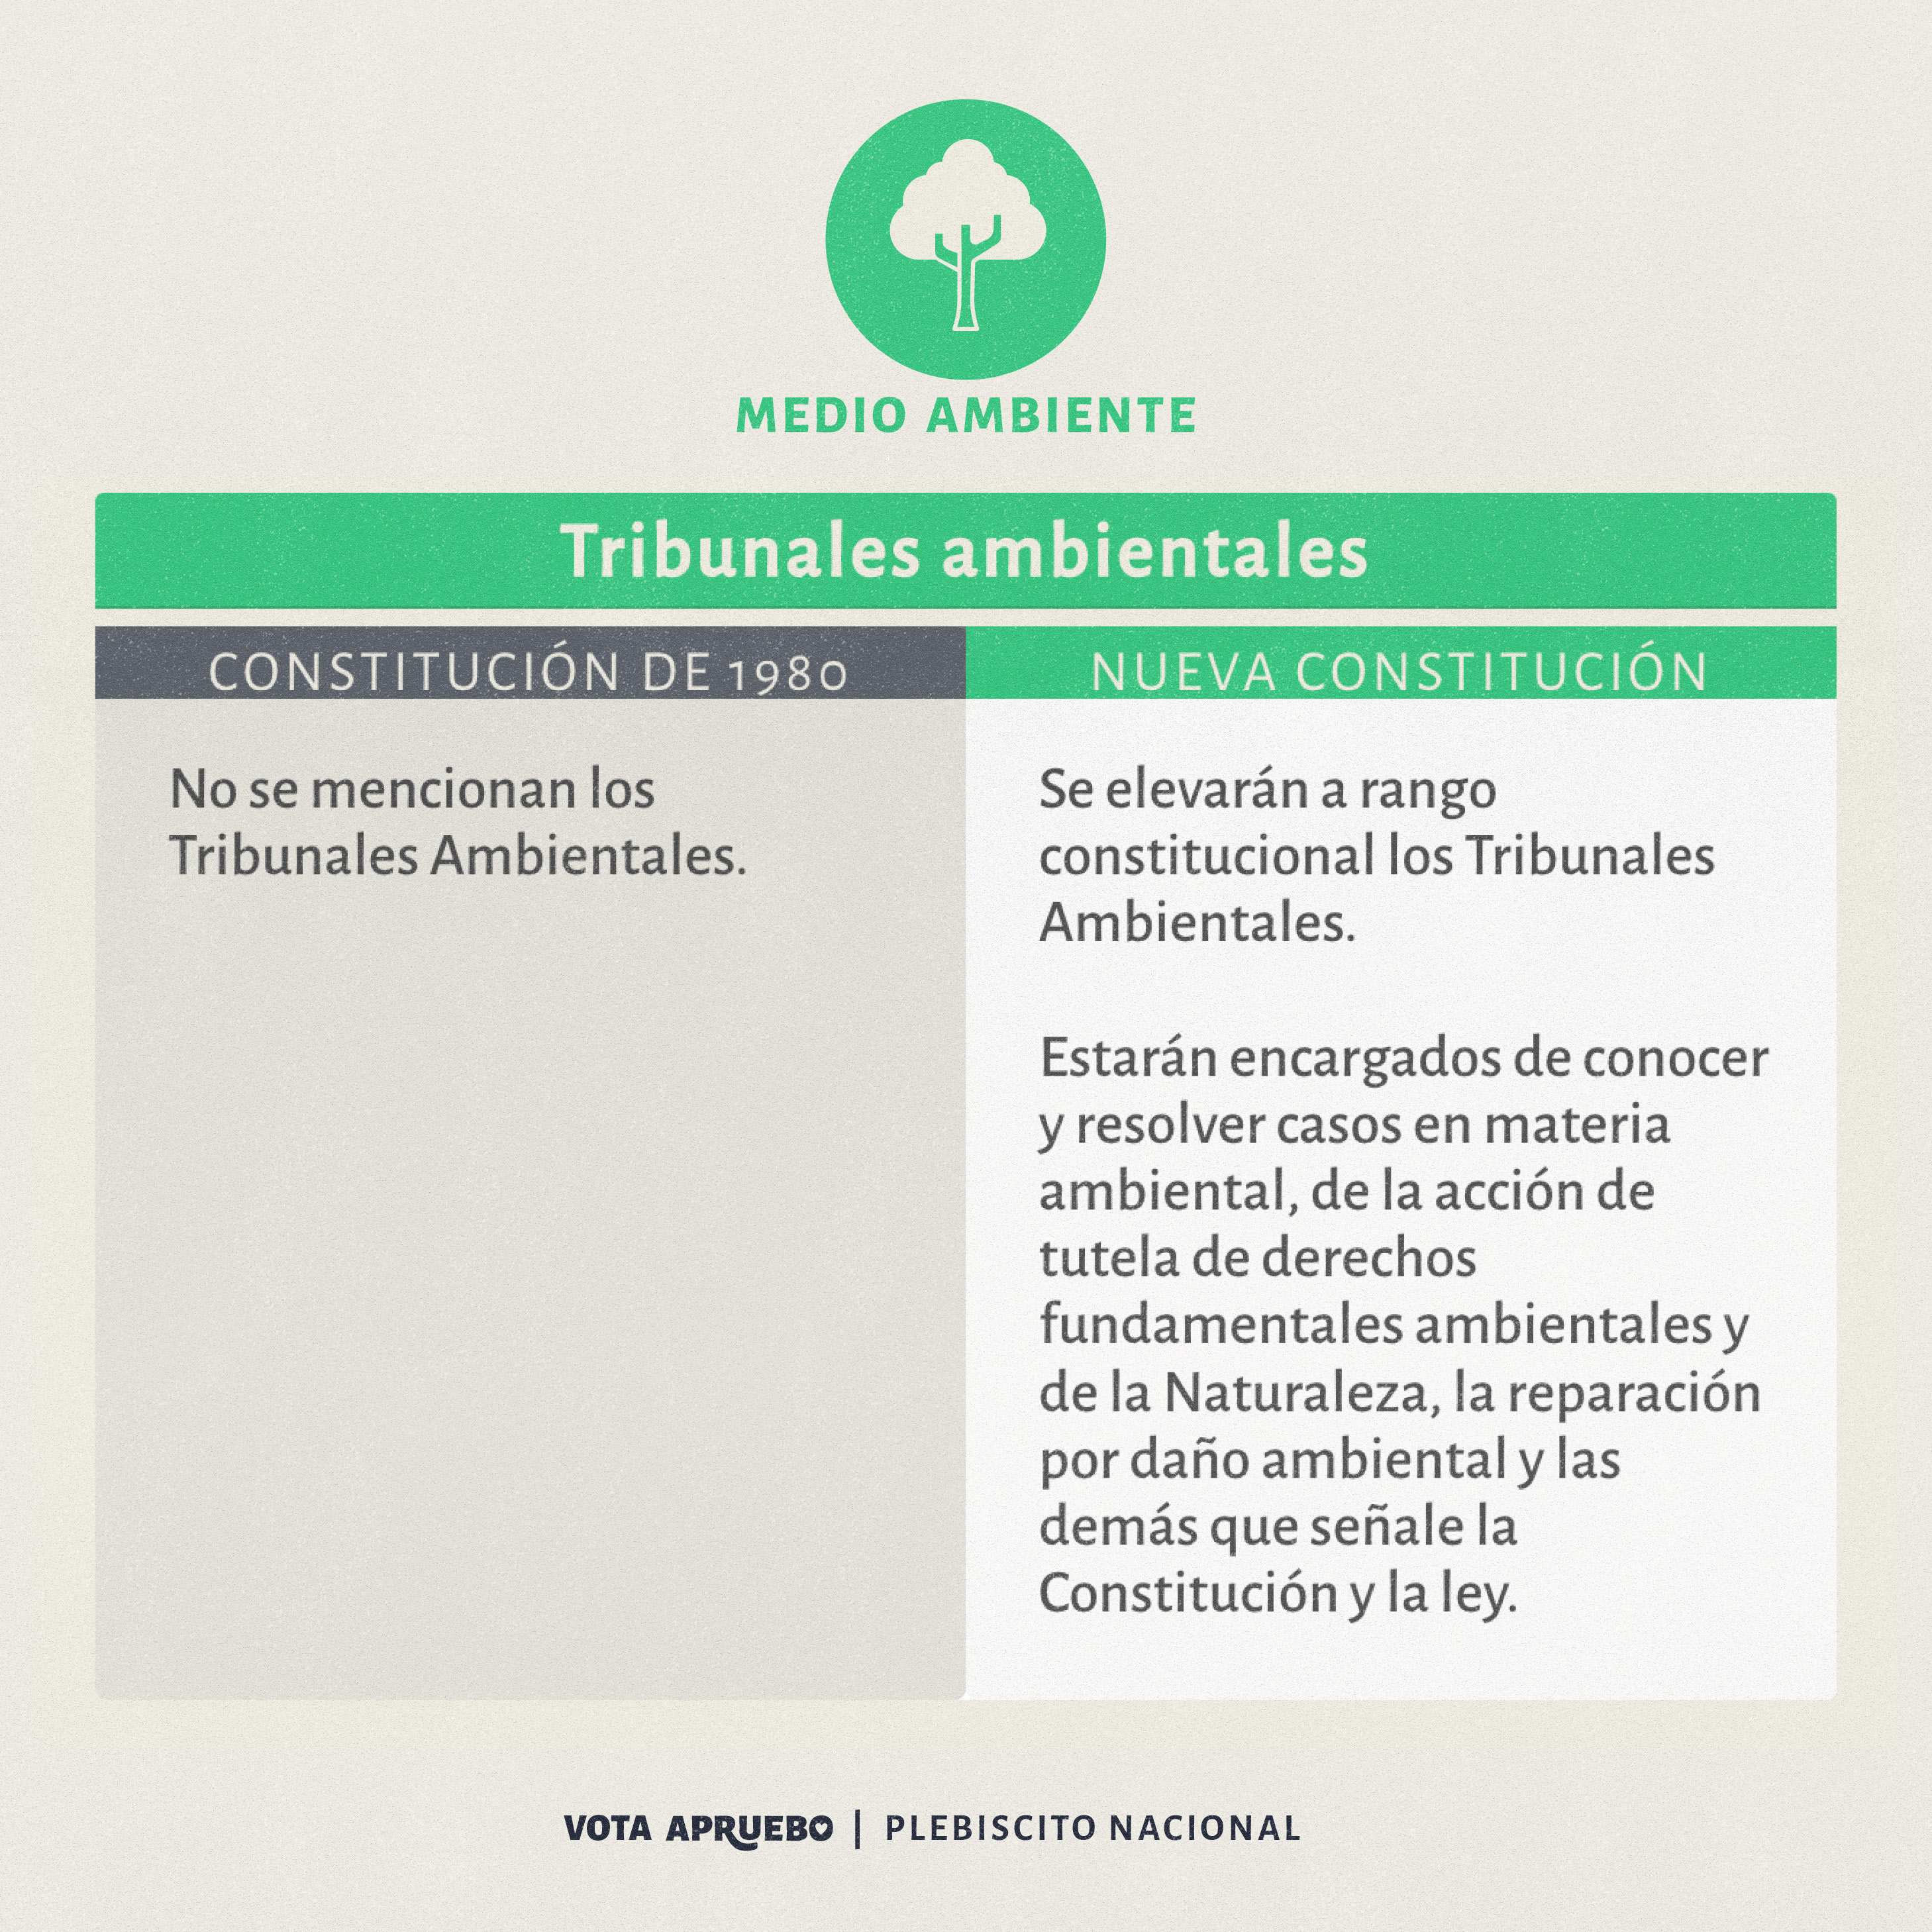 MEDIO AMBIENTE
Tribunales ambientales
CONSTITUCIÓN DE 1980
No se mencionan los
Tribunales Ambientales.
NUEVA CONSTITUCIÓN
Se elevarán a rango
constitucional los Tribunales
Ambientales.
Estarán encargados de conocer
y resolver casos en materia
ambiental, de la acción de
tutela de derechos
fundamentales ambientales y
de la Naturaleza, la reparación
por daño ambiental y las
demás que señale la
Constitución y la ley.
VOTA APRUEBO | PLEBISCITO NACIONAL